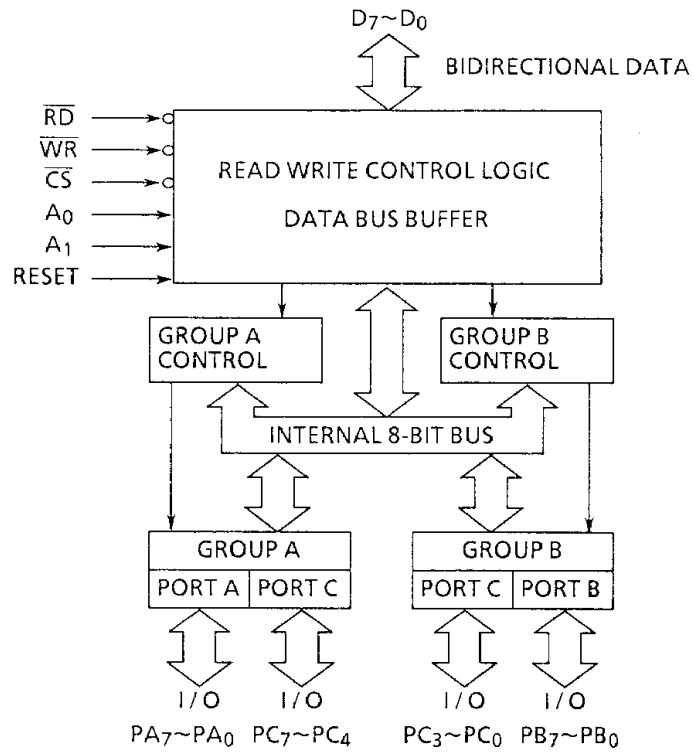 D7~D0
BIDIRECTIONAL DATA
RD
WR
CS
A0
A1
RESET
READ WRITE CONTROL LOGIC
DATA BUS BUFFER
GROUP A
CONTROL
GROUP B
CONTROL
INTERNAL 8-BIT BUS
GROUP A
PORT A PORT C
GROUP B
PORT C PORT B
I/O I/O I/O I/O
PA7~PA0 PC7~PC4 PC3~PC0 PB7~PB0